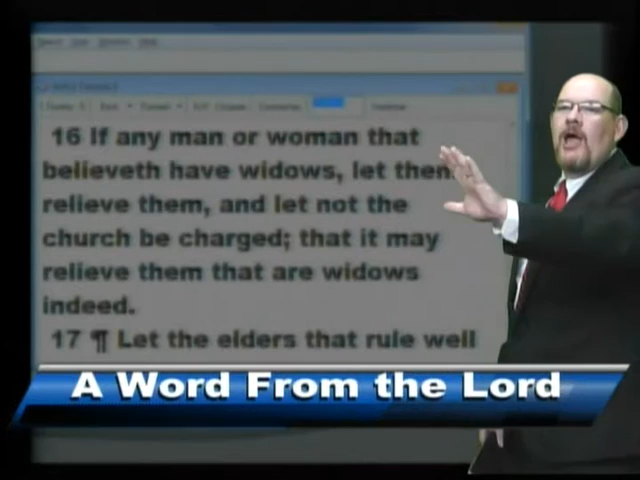 16 If any man or woman that
believeth have widows, let them
relieve them, and let not the
church be charged; that it may
relieve them that are widows
indeed.
17 ¶ Let the elders that rule well
A Word From the Lord